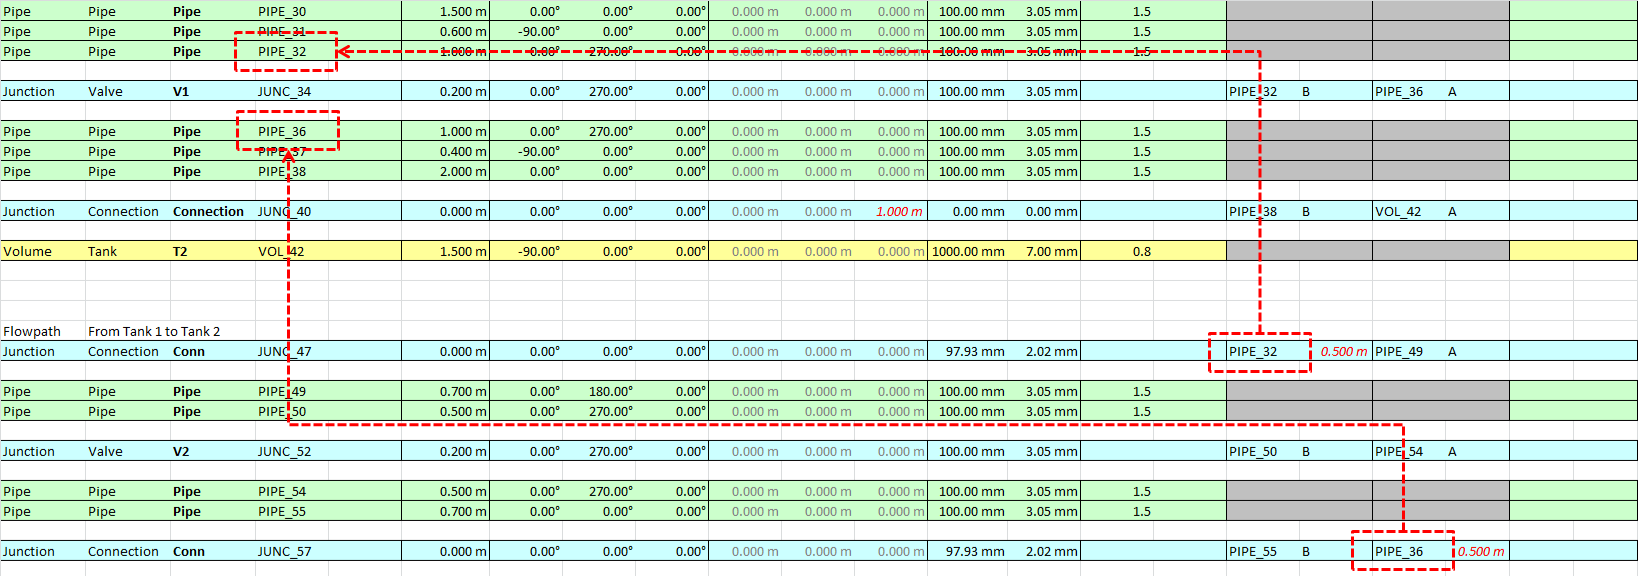 Pipe Pipe Pipe PIPE_30 1.500 m 0.00° 0.00° 0.00° 0.000 m 0.000 m 0.000 m 100.00 mm 3.05 mm 1.5
Pipe Pipe Pipe PIPE_31 0.600 m -90.00° 0.00° 0.00° 0.000 m 0.000 m 0.000 m 100.00 mm 3.05 mm 1.5
Pipe Pipe Pipe PIPE_32 1.000 m 0.00° 270.00° 0.00° 0.000 m 0.000 m 0.000 m 100.00 mm 3.05 mm 1.5
Junction Valve V1 JUNC_34 0.200 m 0.00° 270.00° 0.00° 0.000 m 0.000 m 0.000 m 100.00 mm 3.05 mm PIPE_32 B PIPE_36 A
Pipe Pipe Pipe PIPE_36 1.000 m 0.00° 270.00° 0.00° 0.000 m 0.000 m 0.000 m 100.00 mm 3.05 mm 1.5
Pipe Pipe Pipe PIPE_37 0.400 m -90.00° 0.00° 0.00° 0.000 m 0.000 m 0.000 m 100.00 mm 3.05 mm 1.5
Pipe Pipe Pipe PIPE_38 2.000 m 0.00° 0.00° 0.00° 0.000 m 0.000 m 0.000 m 100.00 mm 3.05 mm 1.5
Junction Connection Connection JUNC_40 0.000 m 0.00° 0.00° 0.00° 0.000 m 0.000 m 1.000 m 0.00 mm 0.00 mm PIPE_38 B VOL_42 A
Volume Tank T2 VOL_42 1.500 m -90.00° 0.00° 0.00° 0.000 m 0.000 m 0.000 m 1000.00 mm 7.00 mm 0.8
Flowpath From Tank 1 to Tank 2
Junction Connection Conn JUNC_47 0.000 m 0.00° 0.00° 0.00° 0.000 m 0.000 m 0.000 m 97.93 mm 2.02 mm PIPE_32 0.500 m PIPE_49 A
Pipe Pipe Pipe PIPE_49 0.700 m 0.00° 180.00° 0.00° 0.000 m 0.000 m 0.000 m 100.00 mm 3.05 mm 1.5
Pipe Pipe Pipe PIPE_50 0.500 m 0.00° 270.00° 0.00° 0.000 m 0.000 m 0.000 m 100.00 mm 3.05 mm 1.5
Junction Valve V2 JUNC_52 0.200 m 0.00° 270.00° 0.00° 0.000 m 0.000 m 0.000 m 100.00 mm 3.05 mm PIPE_50 B PIPE_54 A
Pipe Pipe Pipe PIPE_54 0.500 m 0.00° 270.00° 0.00° 0.000 m 0.000 m 0.000 m 100.00 mm 3.05 mm 1.5
Pipe Pipe Pipe PIPE_55 0.700 m 0.00° 0.00° 0.00° 0.000 m 0.000 m 0.000 m 100.00 mm 3.05 mm 1.5
Junction Connection Conn JUNC_57 0.000 m 0.00° 0.00° 0.00° 0.000 m 0.000 m 0.000 m 97.93 mm 2.02 mm PIPE_55 B PIPE_36 0.500 m